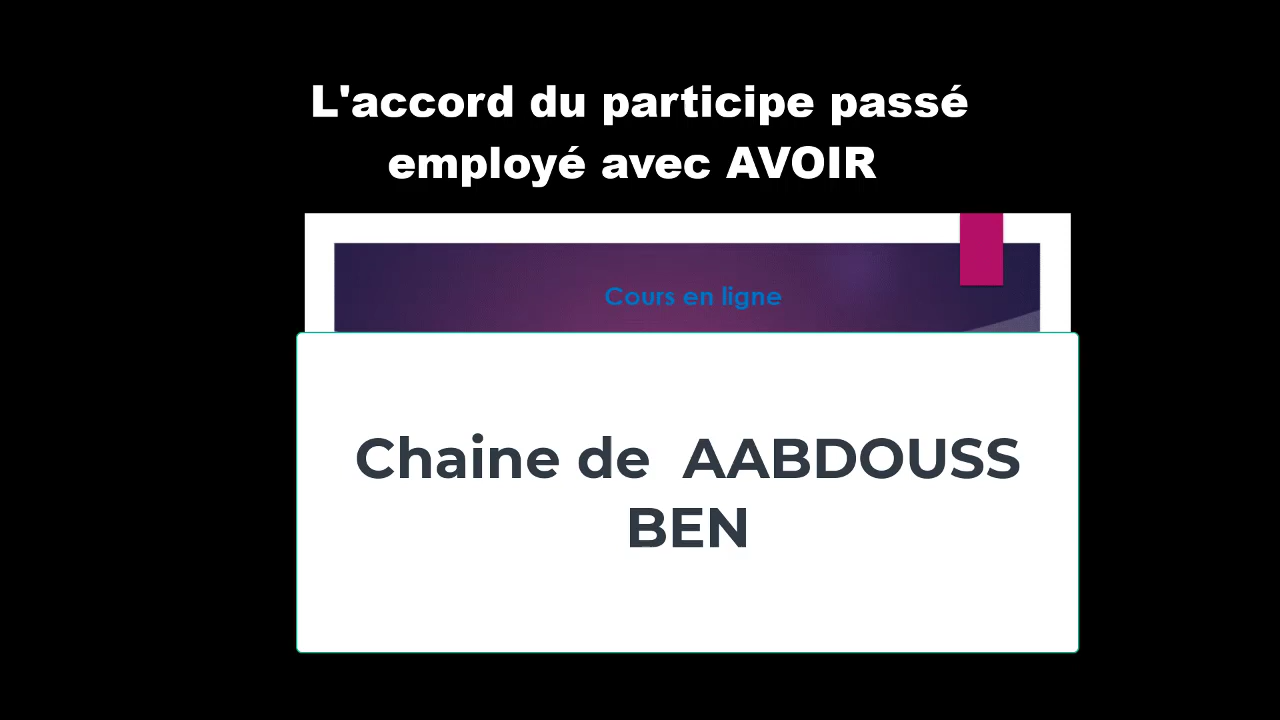 L'accord du participe passé
employé avec AVOIR
Cours en ligne
Chaine de AABDOUSS
BEN